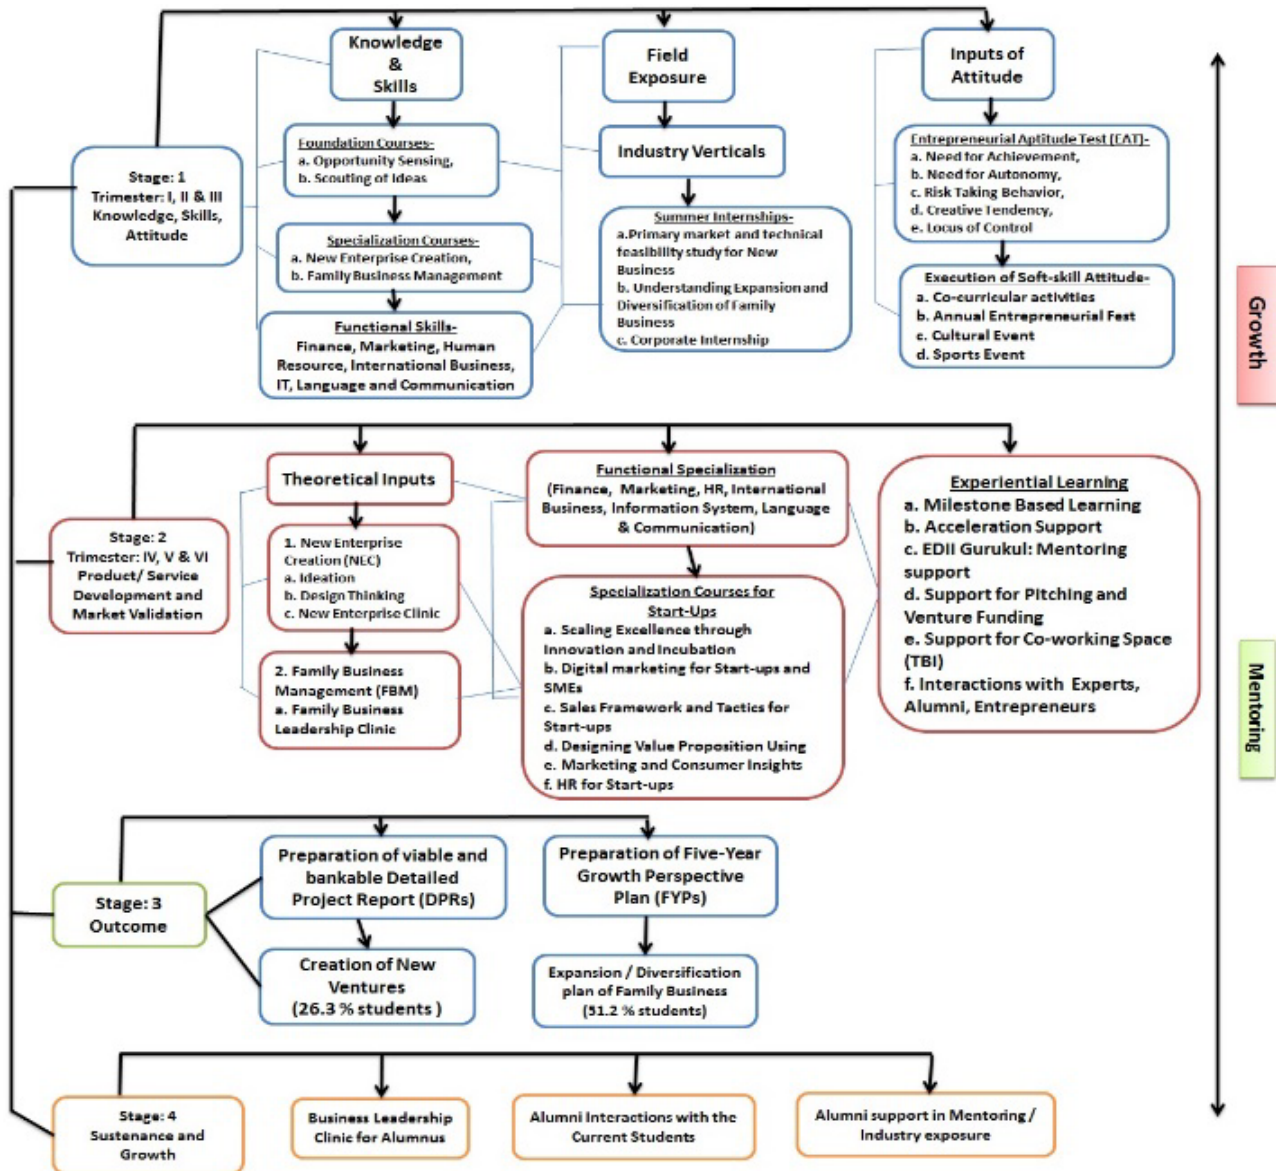 Knowledge
&
Skills
Field
Exposure
Inputs of
Attitude
Stage: 1
Trimester: I, II & III
Knowledge, Skills,
Attitude
Foundation Courses-
a. Opportunity Sensing,
b. Scouting of Ideas
Specialization Courses-
a. New Enterprise Creation,
b. Family Business Management
Functional Skills-
Finance, Marketing, Human
Resource, International Business,
IT, Language and Communication
Industry Verticals
Summer Internships-
a.Primary market and technical
feasibility study for New
Business
b. Understanding Expansion and
Diversification of Family
Business
c. Corporate Internship
Entrepreneurial Aptitude Test (EAT)-
a. Need for Achievement,
b. Need for Autonomy,
c. Risk Taking Behavior,
d. Creative Tendency,
e. Locus of Control
Execution of Soft-skill Attitude-
a. Co-curricular activities
b. Annual Entrepreneurial Fest
c. Cultural Event
d. Sports Event
Growth
Stage: 2
Trimester: IV, V & VI
Product/ Service
Development and
Market Validation
Theoretical Inputs
1. New Enterprise
Creation (NEC)
a. Ideation
b. Design Thinking
c. New Enterprise Clinic
2. Family Business
Management (FBM)
a. Family Business
Leadership Clinic
Functional Specialization
(Finance, Marketing, HR, International
Business, Information System, Language
& Communication)
Specialization Courses for
Start-Ups
a. Scaling Excellence through
Innovation and Incubation
b. Digital marketing for Start-ups and
SMEs
c. Sales Framework and Tactics for
Start-ups
d. Designing Value Proposition Using
e. Marketing and Consumer Insights
f. HR for Start-ups
Experiential Learning
a. Milestone Based Learning
b. Acceleration Support
c. EDII Gurukul: Mentoring
support
d. Support for Pitching and
Venture Funding
e. Support for Co-working Space
(TBI)
f. Interactions with Experts,
Alumni, Entrepreneurs
Mentoring
Stage: 3
Outcome
Preparation of viable and
bankable Detailed
Project Report (DPRs)
Creation of New
Ventures
(26.3 % students )
Preparation of Five-Year
Growth Perspective
Plan (FYPs)
Expansion / Diversification
plan of Family Business
(51.2 % students)
Stage: 4
Sustenance and
Growth
Business Leadership
Clinic for Alumnus
Alumni Interactions with the
Current Students
Alumni support in Mentoring /
Industry exposure